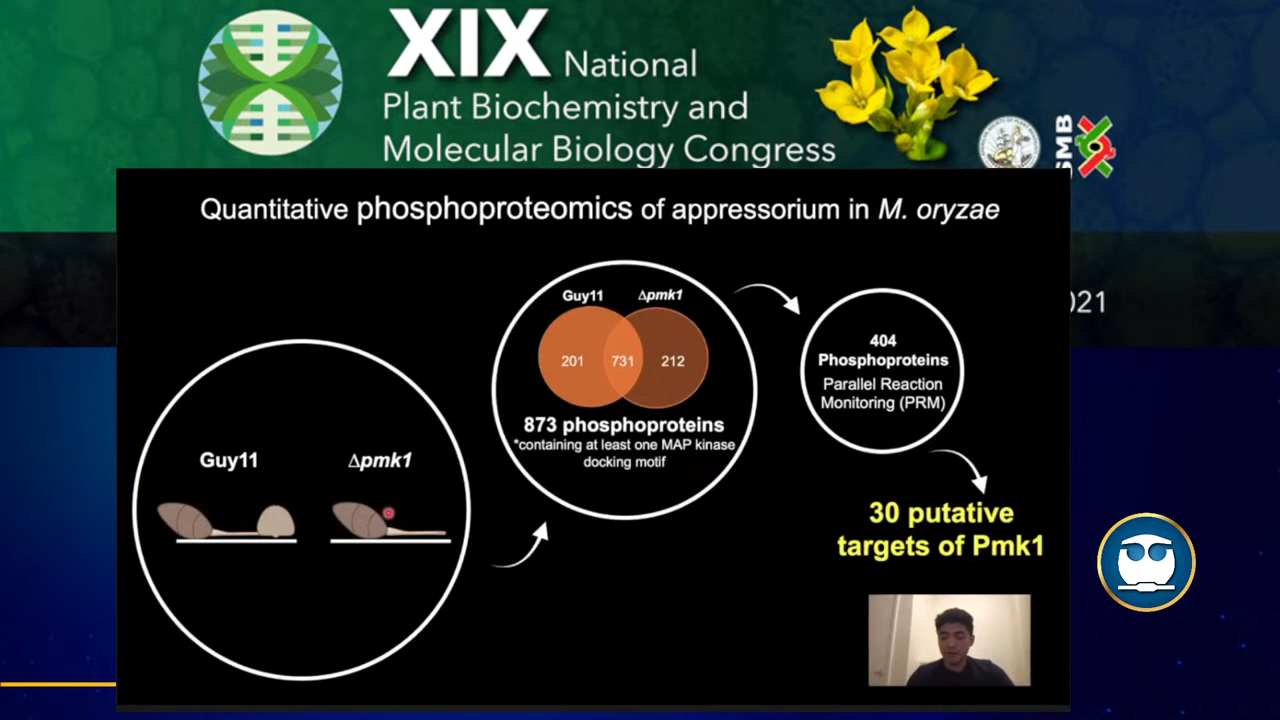 XIX National
Plant Biochemistry and
Molecular Biology Congress
SMB
Quantitative phosphoproteomics of appressorium in M. oryzae
021
Guy11 Δpmk1
201 731 212
873 phosphoproteins
*containing at least one MAP kinase
docking motif
404
Phosphoproteins
Parallel Reaction
Monitoring (PRM)
Guy11 Δpmk1
30 putative
targets of Pmk1